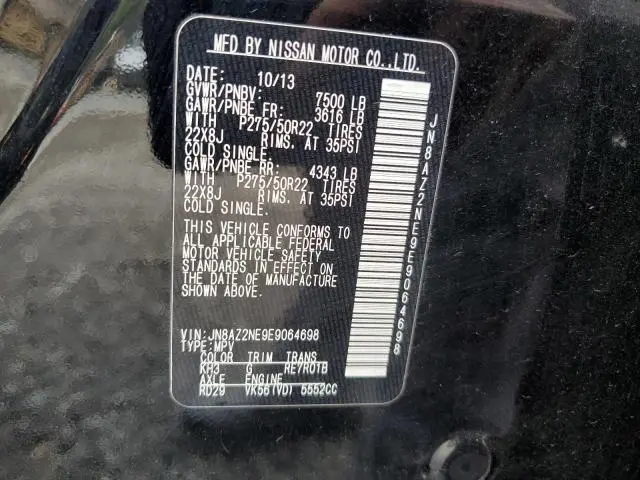 MFD BY NISSAN MOTOR CO.,LTD.
DATE: 10/13
GVWR/PNBV: 7500 LB
GAWR/PNBE FR: 3616 LB
WITH P275/50R22 TIRES
22X8J RIMS. AT 35PSI
COLD SINGLE.
GAWR/PNBE RR: 4343 LB
WITH P275/50R22 TIRES
22X8J RIMS. AT 35PSI
COLD SINGLE.
THIS VEHICLE CONFORMS TO
ALL APPLICABLE FEDERAL
MOTOR VEHICLE SAFETY
STANDARDS IN EFFECT ON
THE DATE OF MANUFACTURE
SHOWN ABOVE.
VIN:JN8AZ2NE9E9064698
TYPE:MPV
COLOR TRIM TRANS
KH3 G RE7R01B
AXLE ENGINE
RD29 VK56(VD) 5552CC
JN8AZ2NE9E9064698